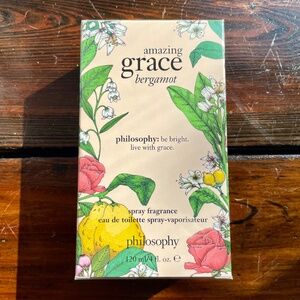 amazing
grace
bergamot
philosophy: be bright.
live with grace.
spray fragrance
eau de toilette spray-vaporisateur
philosophy
120 ml/4 fl. oz. ℮